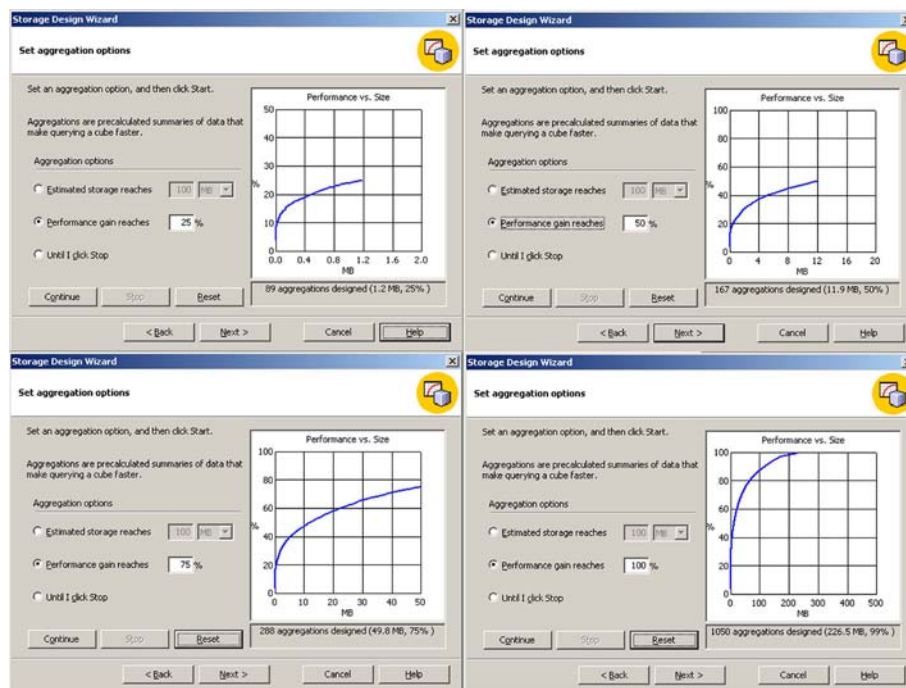 Storage Design Wizard
Set aggregation options
Set an aggregation option, and then click Start.
Aggregations are precalculated summaries of data that
make querying a cube faster.
Aggregation options
Estimated storage reaches 100 MB
Performance gain reaches 25 %
Until I click Stop
Continue Stop Reset
Performance vs. Size
50
40
30
%
20
10
0
0.0 0.4 0.8 1.2 1.6 2.0
MB
89 aggregations designed (1.2 MB, 25% )
< Back Next > Cancel Help
Storage Design Wizard
Set aggregation options
Set an aggregation option, and then click Start.
Aggregations are precalculated summaries of data that
make querying a cube faster.
Aggregation options
Estimated storage reaches 100 MB
Performance gain reaches 50 %
Until I click Stop
Continue Stop Reset
Performance vs. Size
100
80
60
%
40
20
0
0 4 8 12 16 20
MB
167 aggregations designed (11.9 MB, 50% )
< Back Next > Cancel Help
Storage Design Wizard
Set aggregation options
Set an aggregation option, and then click Start.
Aggregations are precalculated summaries of data that
make querying a cube faster.
Aggregation options
Estimated storage reaches 100 MB
Performance gain reaches 75 %
Until I click Stop
Continue Stop Reset
Performance vs. Size
100
80
60
%
40
20
0
0 10 20 30 40 50
MB
288 aggregations designed (49.8 MB, 75% )
< Back Next > Cancel Help
Storage Design Wizard
Set aggregation options
Set an aggregation option, and then click Start.
Aggregations are precalculated summaries of data that
make querying a cube faster.
Aggregation options
Estimated storage reaches 100 MB
Performance gain reaches 100 %
Until I click Stop
Continue Stop Reset
Performance vs. Size
100
80
60
%
40
20
0
0 100 200 300 400 500
MB
1050 aggregations designed (226.5 MB, 99% )
< Back Next > Cancel Help